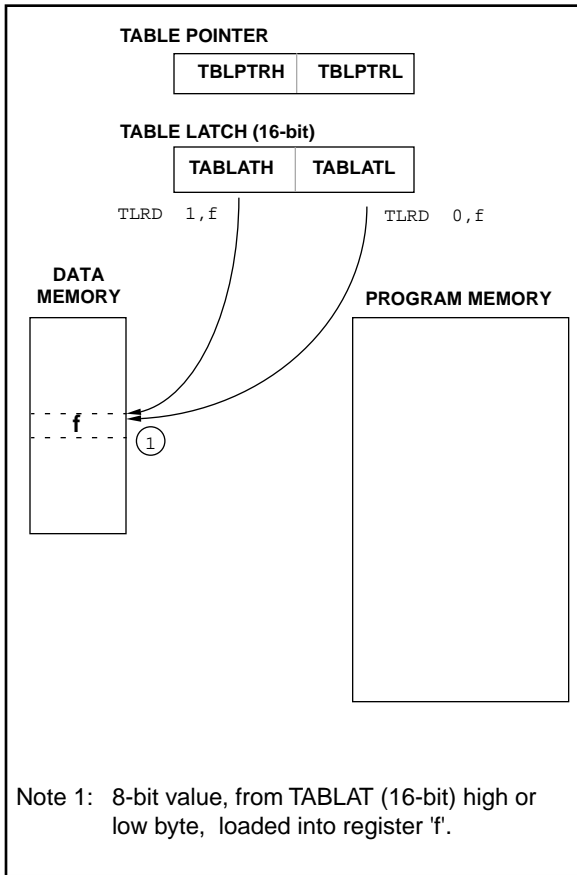 TABLE POINTER
TBLPTRH TBLPTRL
TABLE LATCH (16-bit)
TABLATH TABLATL
TLRD 1,f TLRD 0,f
DATA
MEMORY
PROGRAM MEMORY
f
1
Note 1: 8-bit value, from TABLAT (16-bit) high or
low byte, loaded into register 'f'.